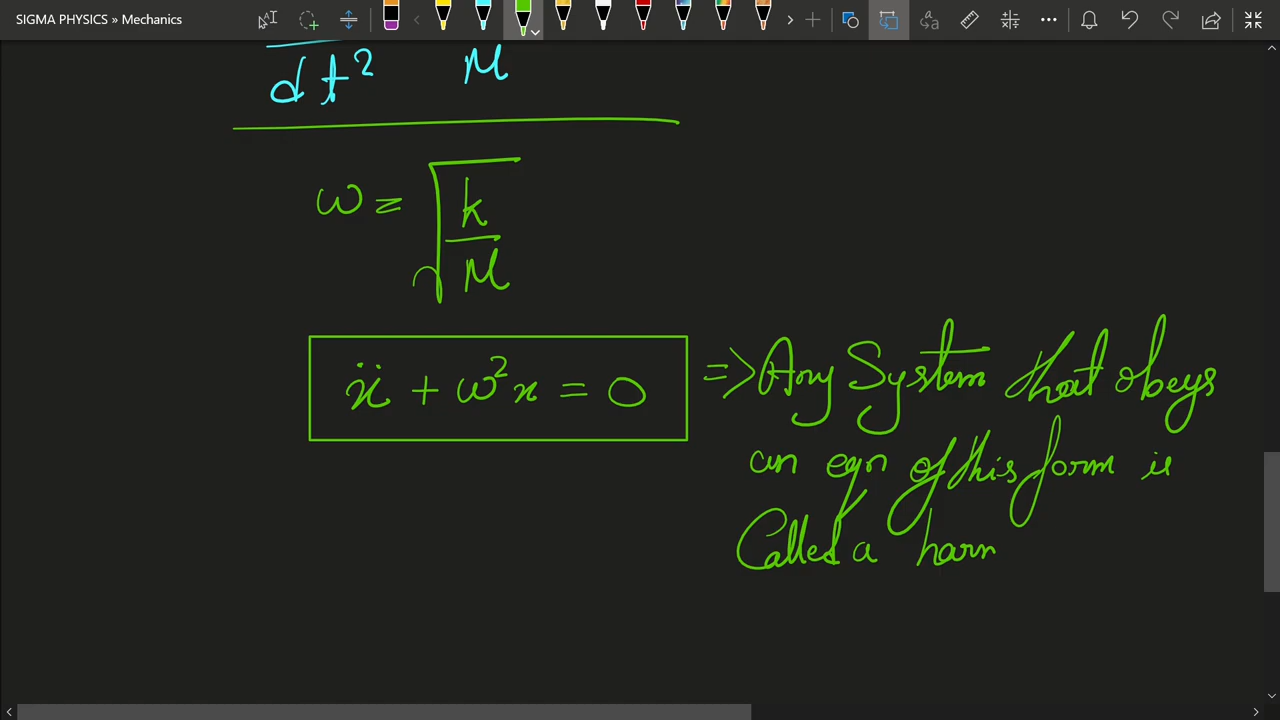 SIGMA PHYSICS » Mechanics
dt² M
ω = √(k/M)
ẍ + ω²x = 0 => Any System that obeys
an eqn of this form is
Called a harm